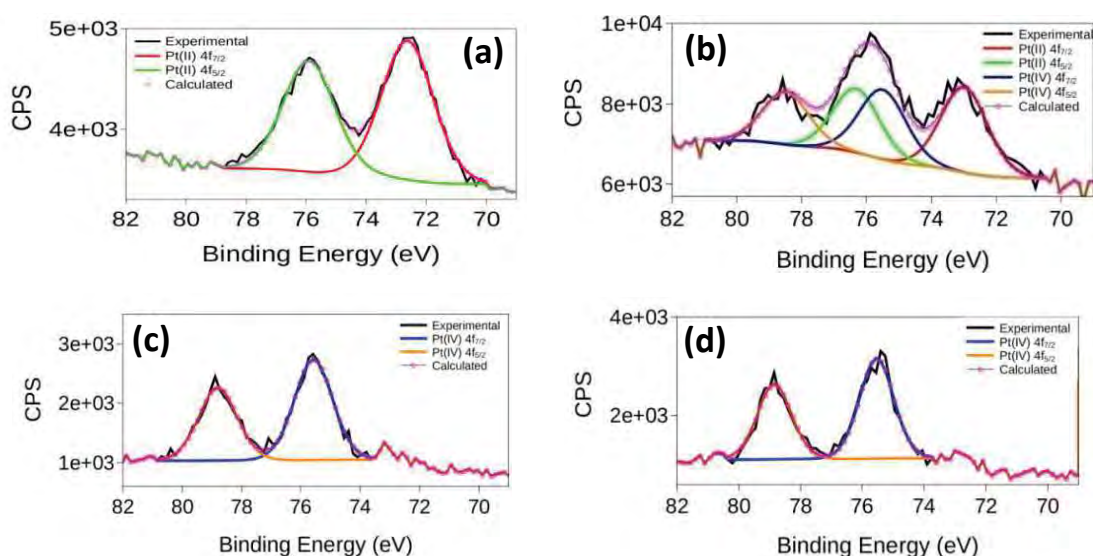 5e+03
4e+03
CPS
Experimental
Pt(II) 4f7/2
Pt(II) 4f5/2
Calculated
(a)
82 80 78 76 74 72 70
Binding Energy (eV)
1e+04
8e+03
6e+03
CPS
(b)
Experimental
Pt(II) 4f7/2
Pt(II) 4f5/2
Pt(IV) 4f7/2
Pt(IV) 4f5/2
Calculated
82 80 78 76 74 72 70
Binding Energy (eV)
3e+03
2e+03
1e+03
CPS
(c)
Experimental
Pt(IV) 4f7/2
Pt(IV) 4f5/2
Calculated
82 80 78 76 74 72 70
Binding Energy (eV)
4e+03
2e+03
CPS
(d)
Experimental
Pt(IV) 4f7/2
Pt(IV) 4f5/2
Calculated
82 80 78 76 74 72 70
Binding Energy (eV)